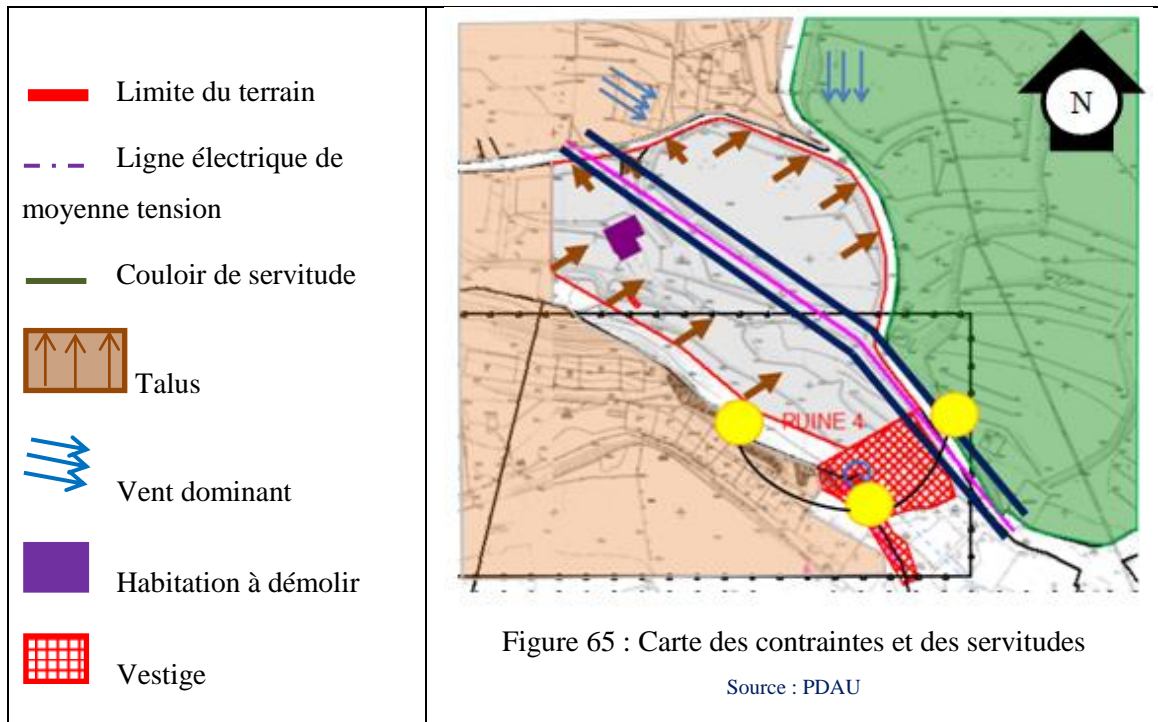 Limite du terrain
Ligne électrique de
moyenne tension
Couloir de servitude
Talus
Vent dominant
Habitation à démolir
Vestige
N
RUINE 4
Figure 65 : Carte des contraintes et des servitudes
Source : PDAU